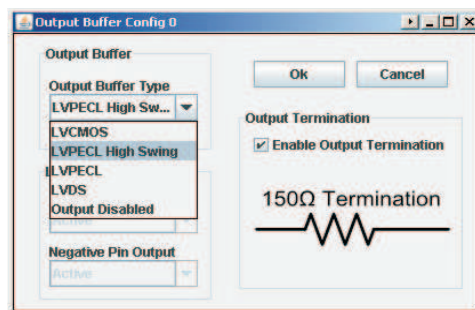 Output Buffer Config 0
Output Buffer
Output Buffer Type
LVPECL High Sw...
LVCMOS
LVPECL High Swing
LVPECL
LVDS
Output Disabled
Active
Negative Pin Output
Active
Ok
Cancel
Output Termination
Enable Output Termination
150Ω Termination